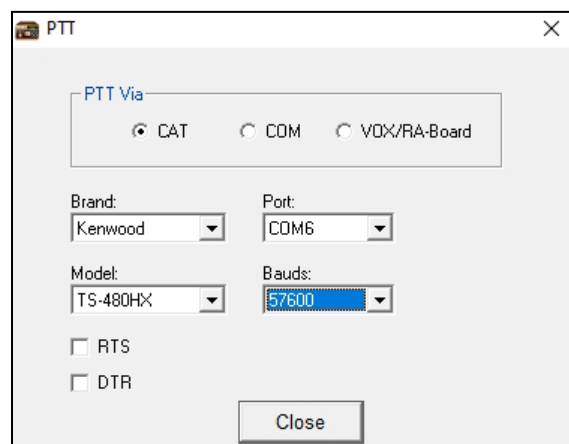 PTT
PTT Via
CAT COM VOX/RA-Board
Brand: Port:
Kenwood COM6
Model: Bauds:
TS-480HX 57600
RTS
DTR
Close